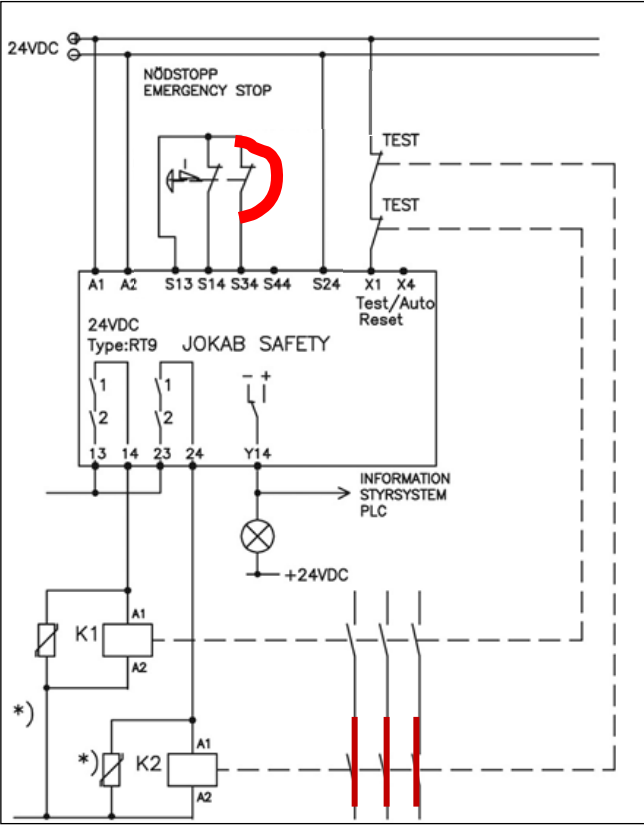 24VDC
NÖDSTOPP
EMERGENCY STOP
TEST
TEST
A1 A2 S13 S14 S34 S44 S24 X1 X4
Test/Auto
Reset
24VDC
Type:RT9 JOKAB SAFETY
- +
1 1
2 2
13 14 23 24 Y14
INFORMATION
STYRSYSTEM
PLC
+24VDC
A1
K1
A2
*)
A1
*) K2
A2